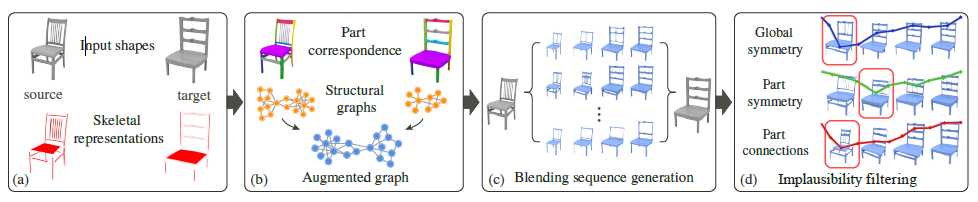 Input shapes
source
target
Skeletal
representations
(a)
Part
correspondence
Structural
graphs
(b)
Augmented graph
(c)
Blending sequence generation
Global
symmetry
Part
symmetry
Part
connections
(d)
Implausibility filtering